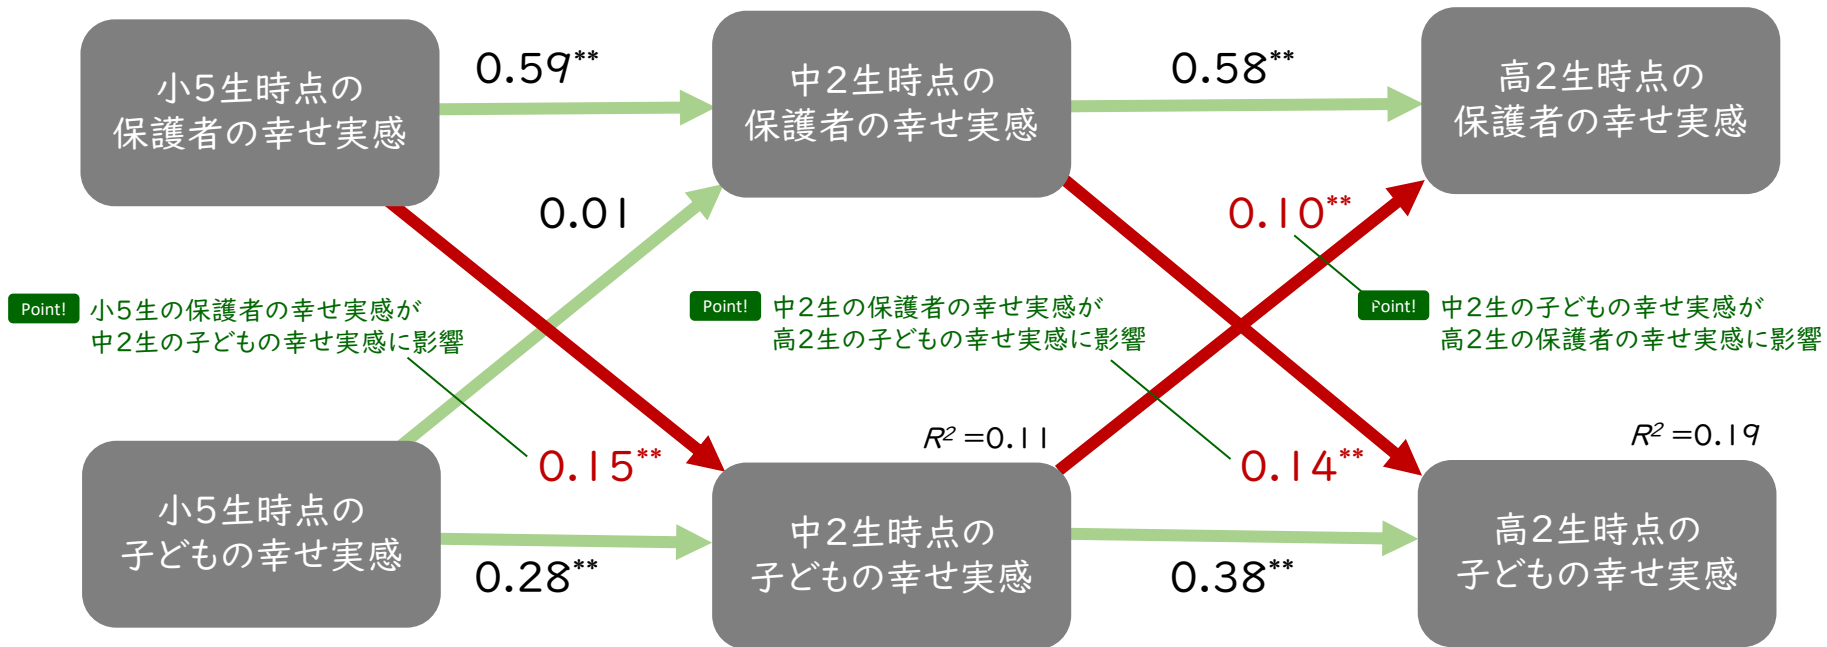 小5生時点の
保護者の幸せ実感
0.59**
中2生時点の
保護者の幸せ実感
0.58**
高2生時点の
保護者の幸せ実感
0.01
0.10**
Point!
小5生の保護者の幸せ実感が
中2生の子どもの幸せ実感に影響
Point!
中2生の保護者の幸せ実感が
高2生の子どもの幸せ実感に影響
Point!
中2生の子どもの幸せ実感が
高2生の保護者の幸せ実感に影響
0.15**
R²=0.11
0.14**
R²=0.19
小5生時点の
子どもの幸せ実感
0.28**
中2生時点の
子どもの幸せ実感
0.38**
高2生時点の
子どもの幸せ実感